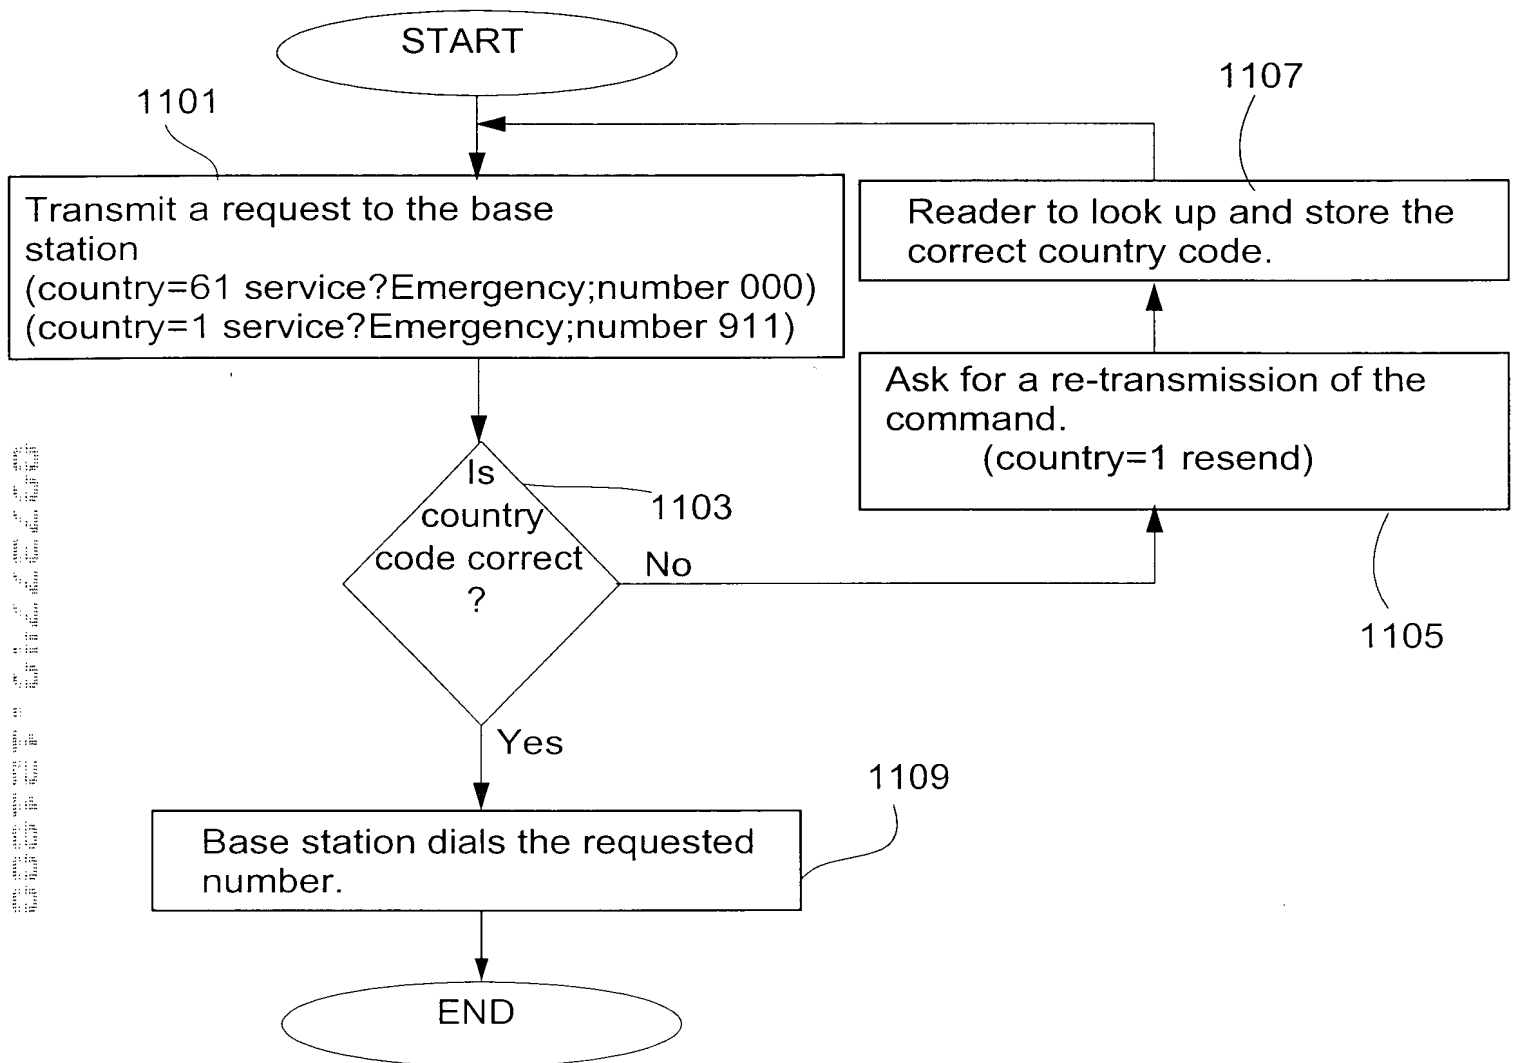 START
1101
Transmit a request to the base
station
(country=61 service?Emergency;number 000)
(country=1 service?Emergency;number 911)
1107
Reader to look up and store the
correct country code.
Ask for a re-transmission of the
command.
(country=1 resend)
1105
Is
country
code correct
?
1103
No
Yes
1109
Base station dials the requested
number.
END